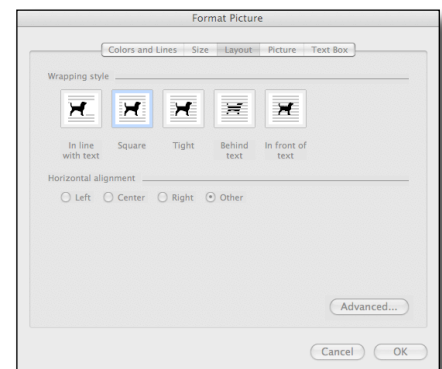 Format Picture
Colors and Lines Size Layout Picture Text Box
Wrapping style
In line with text
Square
Tight
Behind text
In front of text
Horizontal alignment
Left Center Right Other
Advanced...
Cancel OK